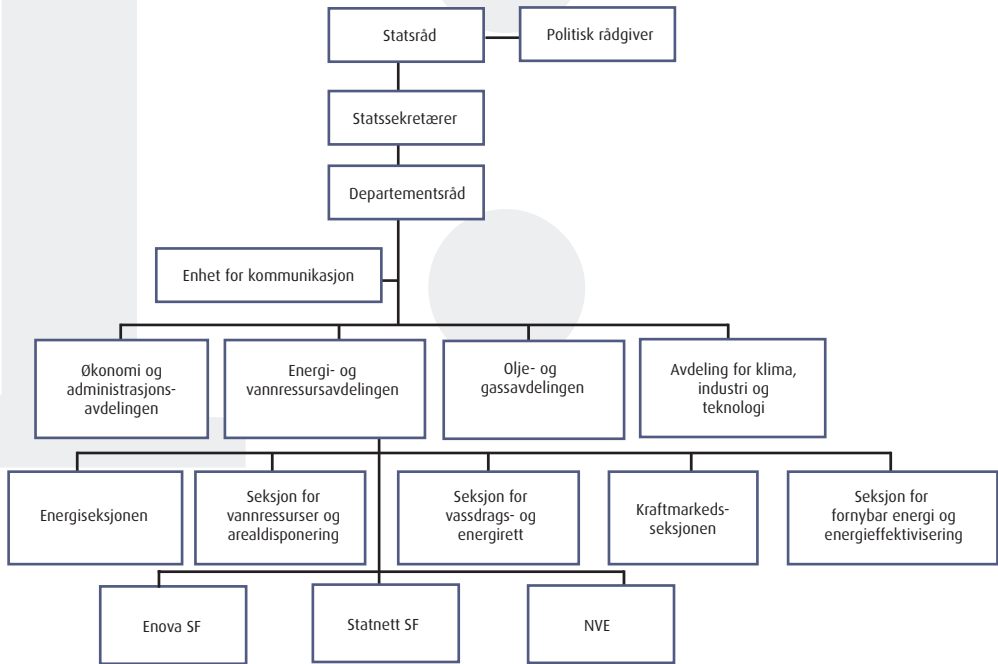 Statsråd
Politisk rådgiver
Statssekretærer
Departementsråd
Enhet for kommunikasjon
Økonomi og
administrasjons-
avdelingen
Energi- og
vannressursavdelingen
Olje- og
gassavdelingen
Avdeling for klima,
industri og
teknologi
Energiseksjonen
Seksjon for
vannressurser og
arealdisponering
Seksjon for
vassdrags- og
energirett
Kraftmarkeds-
seksjonen
Seksjon for
fornybar energi og
energieffektivisering
Enova SF
Statnett SF
NVE